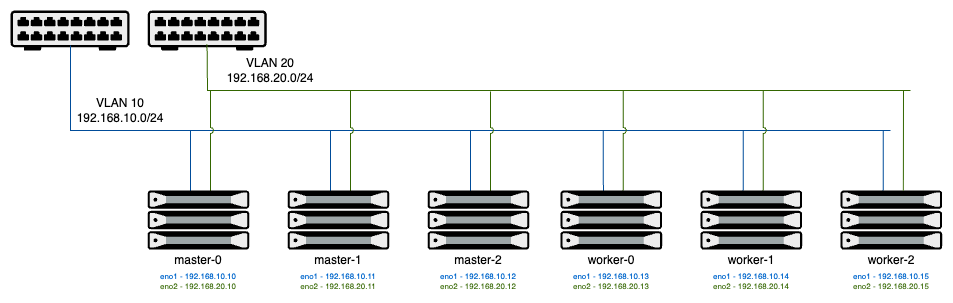 VLAN 20
192.168.20.0/24
VLAN 10
192.168.10.0/24
master-0
eno1 - 192.168.10.10
eno2 - 192.168.20.10
master-1
eno1 - 192.168.10.11
eno2 - 192.168.20.11
master-2
eno1 - 192.168.10.12
eno2 - 192.168.20.12
worker-0
eno1 - 192.168.10.13
eno2 - 192.168.20.13
worker-1
eno1 - 192.168.10.14
eno2 - 192.168.20.14
worker-2
eno1 - 192.168.10.15
eno2 - 192.168.20.15